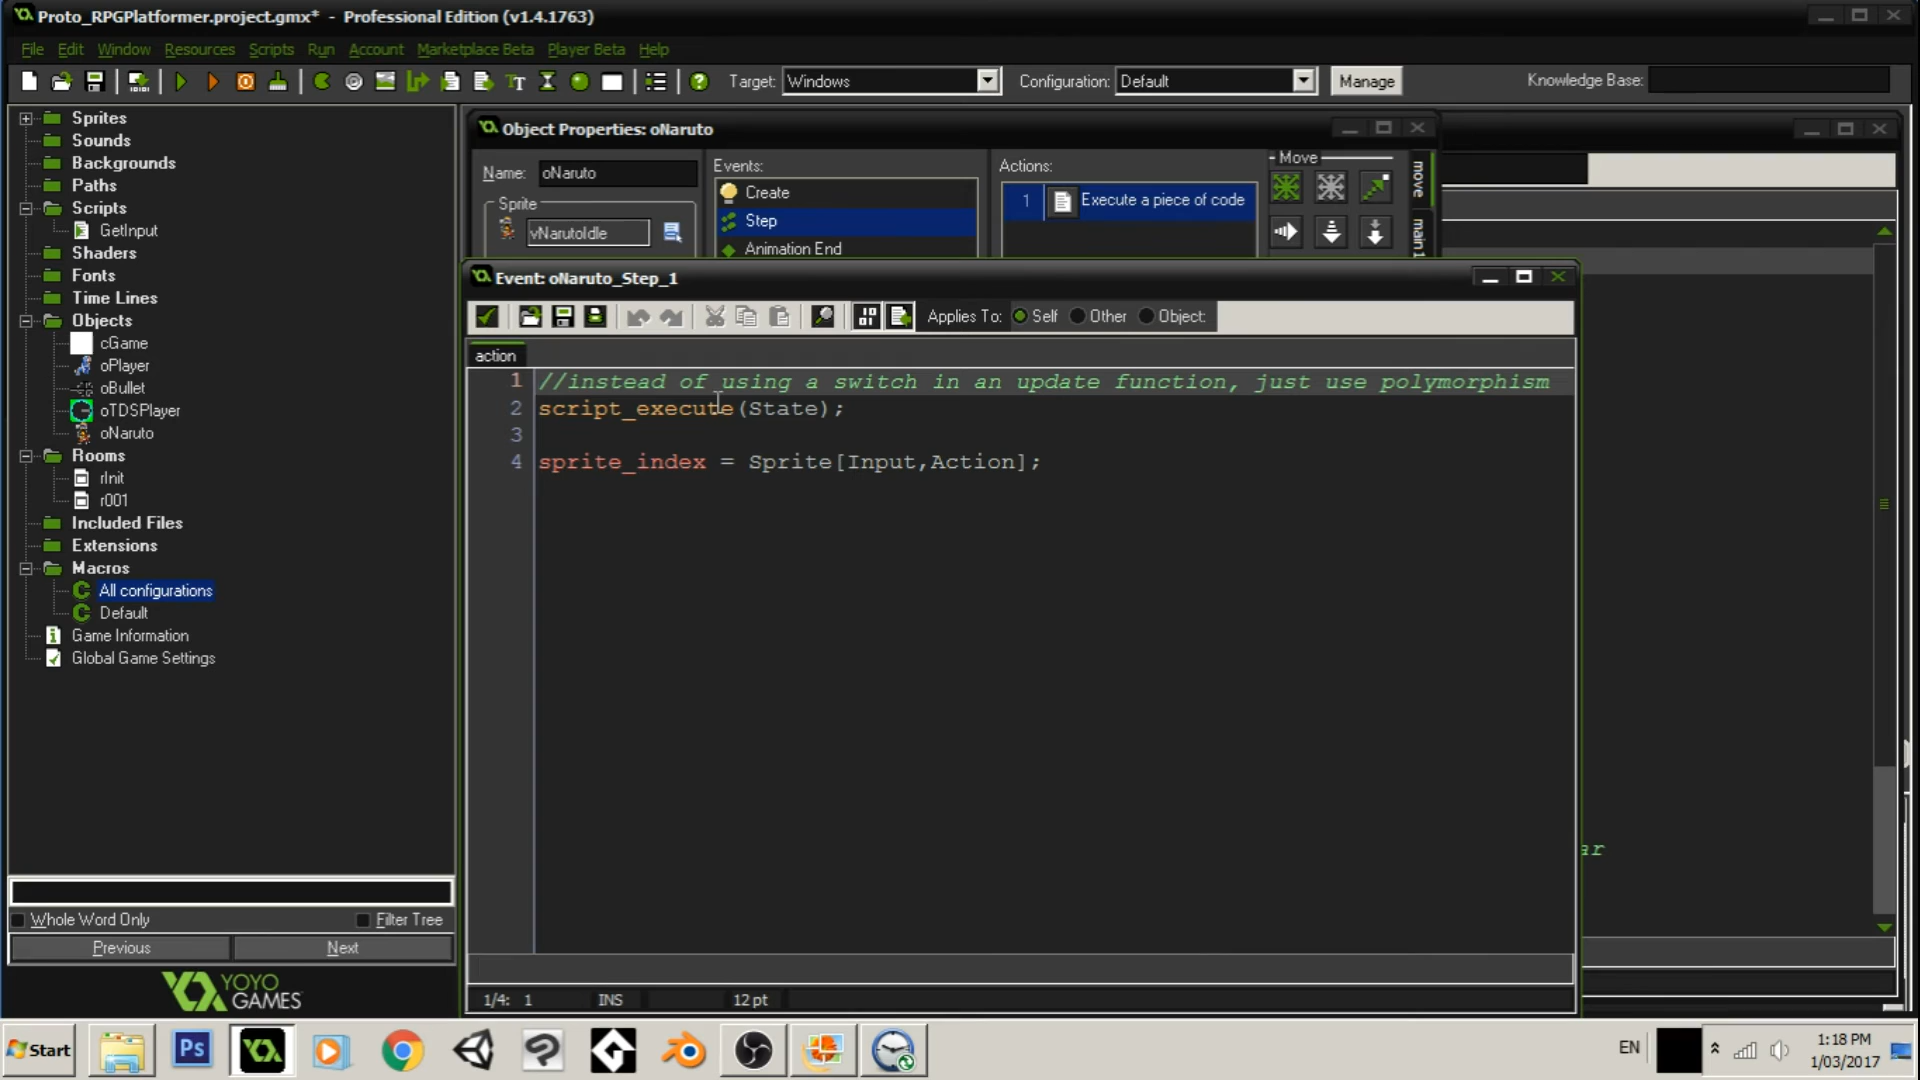 Proto_RPGPlatformer.project.gmx* - Professional Edition (v1.4.1763)
File Edit Window Resources Scripts Run Account Marketplace Beta Player Beta Help
Target: Windows Configuration: Default Manage Knowledge Base:
Sprites
Sounds
Backgrounds
Paths
Scripts
GetInput
Shaders
Fonts
Time Lines
Objects
cGame
oPlayer
oBullet
oTDSPlayer
oNaruto
Rooms
rInit
r001
Included Files
Extensions
Macros
All configurations
Default
Game Information
Global Game Settings
Whole Word Only Filter Tree
Previous Next
YOYO
GAMES
Object Properties: oNaruto
Name: oNaruto
Sprite
vNarutoIdle
Events:
Create
Step
Animation End
Actions:
1 Execute a piece of code
Move
move
main1
Event: oNaruto_Step_1
Applies To: Self Other Object:
action
1 //instead of using a switch in an update function, just use polymorphism
2 script_execute(State);
3
4 sprite_index = Sprite[Input,Action];
ar
1/4: 1 INS 12 pt
Start
Ps
EN
1:18 PM
1/03/2017